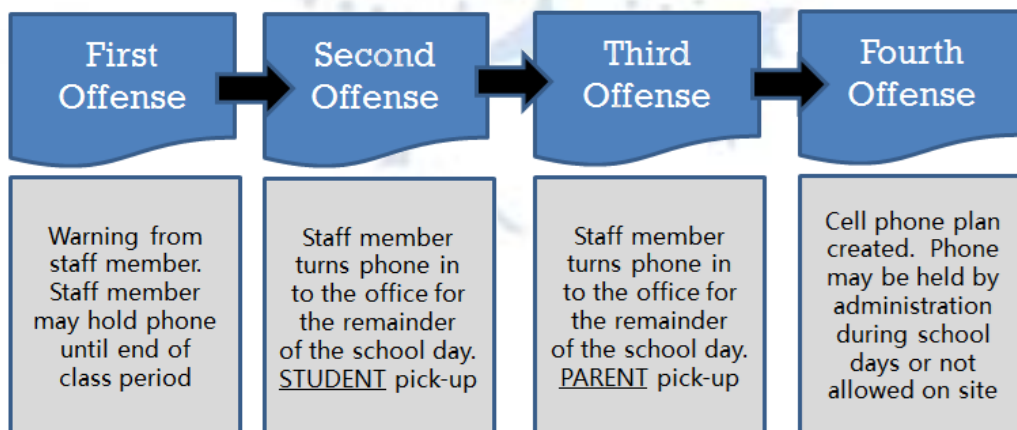 First
Offense
Second
Offense
Third
Offense
Fourth
Offense
Warning from
staff member.
Staff member
may hold phone
until end of
class period
Staff member
turns phone in
to the office for
the remainder
of the school day.
STUDENT pick-up
Staff member
turns phone in
to the office for
the remainder
of the school day.
PARENT pick-up
Cell phone plan
created. Phone
may be held by
administration
during school
days or not
allowed on site